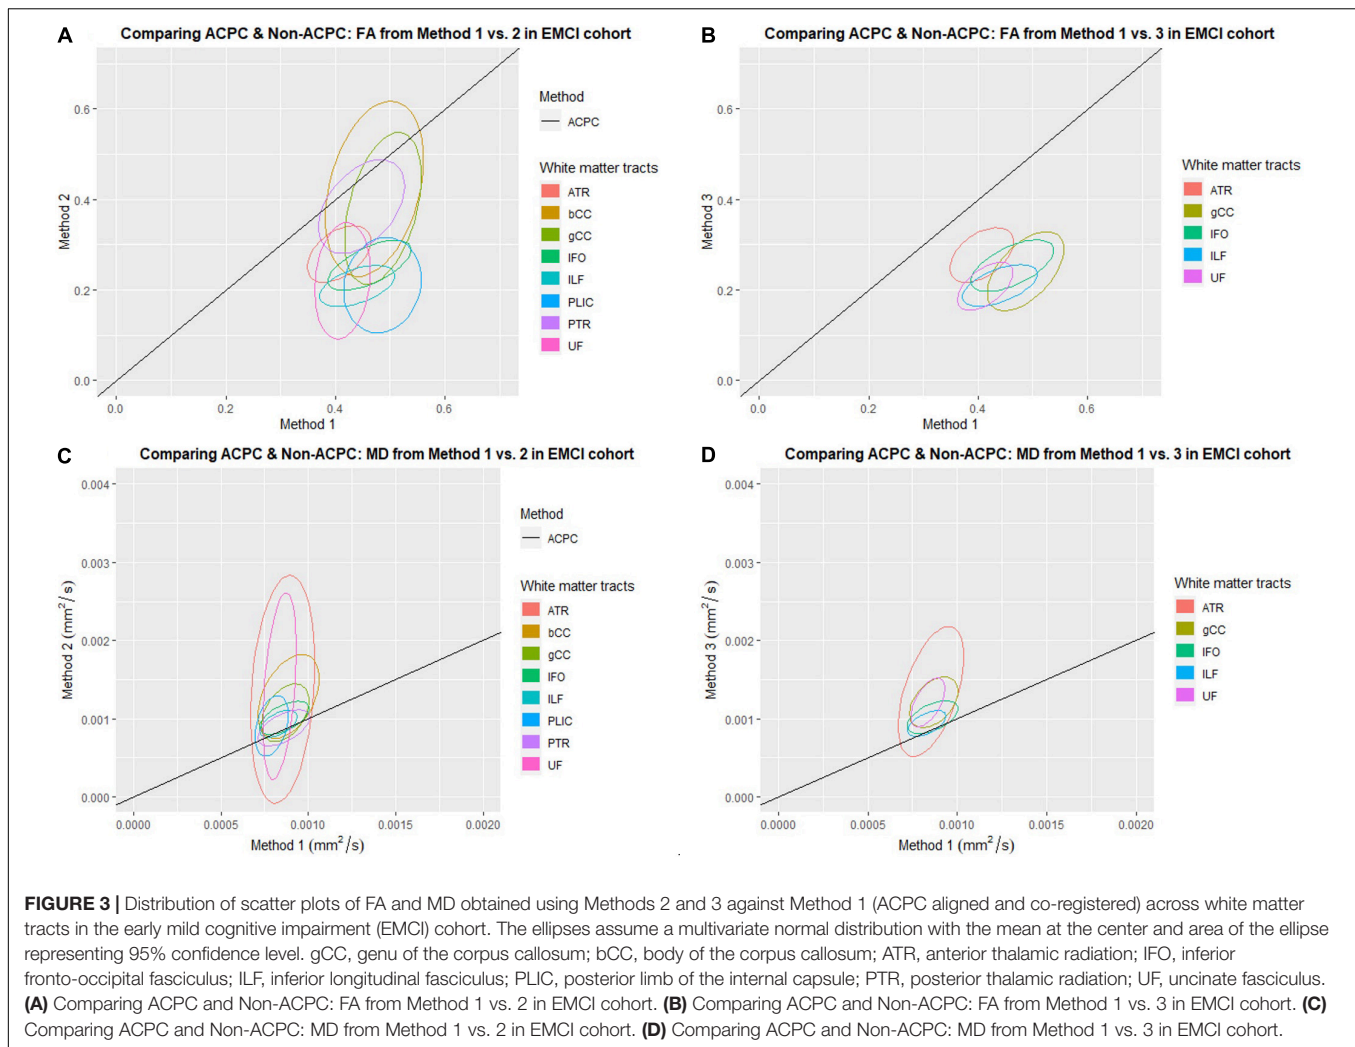 A
Comparing ACPC & Non-ACPC: FA from Method 1 vs. 2 in EMCI cohort
0.6
0.4
0.2
0.0
Method 2
0.0 0.2 0.4 0.6
Method 1
Method
ACPC
White matter tracts
ATR
bCC
gCC
IFO
ILF
PLIC
PTR
UF
B
Comparing ACPC & Non-ACPC: FA from Method 1 vs. 3 in EMCI cohort
0.6
0.4
0.2
0.0
Method 3
0.0 0.2 0.4 0.6
Method 1
White matter tracts
ATR
gCC
IFO
ILF
UF
C
Comparing ACPC & Non-ACPC: MD from Method 1 vs. 2 in EMCI cohort
0.004
0.003
0.002
0.001
0.000
Method 2 (mm²/s)
0.0000 0.0005 0.0010 0.0015 0.0020
Method 1 (mm²/s)
Method
ACPC
White matter tracts
ATR
bCC
gCC
IFO
ILF
PLIC
PTR
UF
D
Comparing ACPC & Non-ACPC: MD from Method 1 vs. 3 in EMCI cohort
0.004
0.003
0.002
0.001
0.000
Method 3 (mm²/s)
0.0000 0.0005 0.0010 0.0015 0.0020
Method 1 (mm²/s)
White matter tracts
ATR
gCC
IFO
ILF
UF
FIGURE 3 | Distribution of scatter plots of FA and MD obtained using Methods 2 and 3 against Method 1 (ACPC aligned and co-registered) across white matter
tracts in the early mild cognitive impairment (EMCI) cohort. The ellipses assume a multivariate normal distribution with the mean at the center and area of the ellipse
representing 95% confidence level. gCC, genu of the corpus callosum; bCC, body of the corpus callosum; ATR, anterior thalamic radiation; IFO, inferior
fronto-occipital fasciculus; ILF, inferior longitudinal fasciculus; PLIC, posterior limb of the internal capsule; PTR, posterior thalamic radiation; UF, uncinate fasciculus.
(A) Comparing ACPC and Non-ACPC: FA from Method 1 vs. 2 in EMCI cohort. (B) Comparing ACPC and Non-ACPC: FA from Method 1 vs. 3 in EMCI cohort. (C)
Comparing ACPC and Non-ACPC: MD from Method 1 vs. 2 in EMCI cohort. (D) Comparing ACPC and Non-ACPC: MD from Method 1 vs. 3 in EMCI cohort.